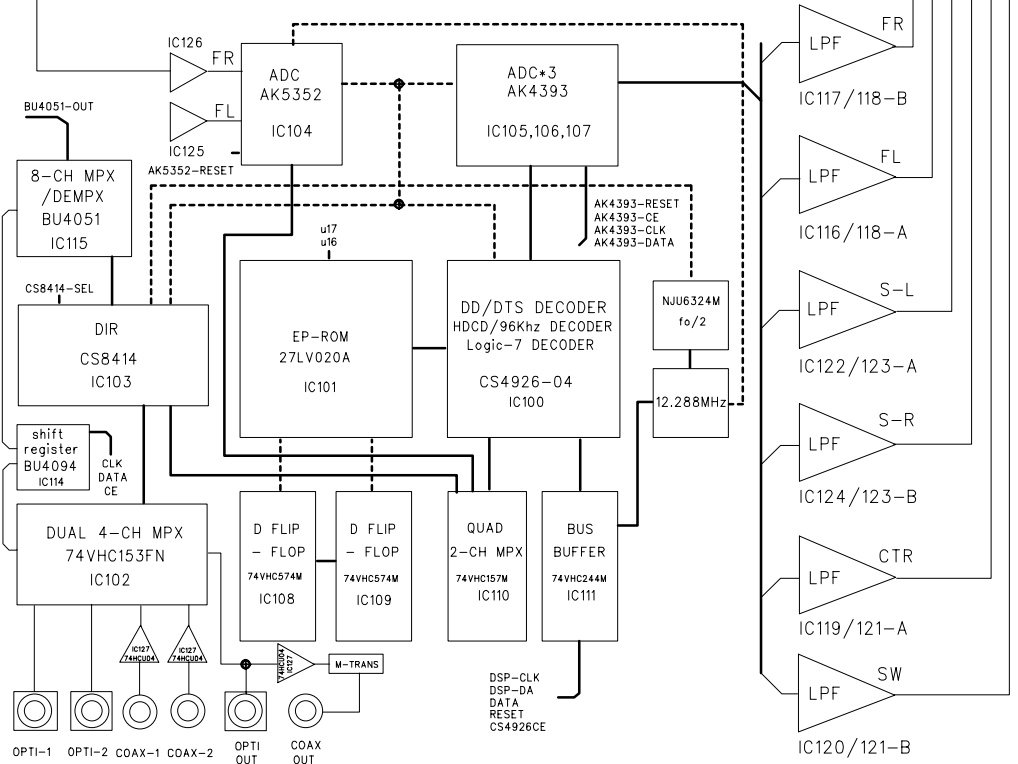 IC126
FR
FL
IC125
AK5352-RESET
ADC
AK5352
IC104
ADC*3
AK4393
IC105,106,107
BU4051-OUT
8-CH MPX
/DEMPX
BU4051
IC115
AK4393-RESET
AK4393-CE
AK4393-CLK
AK4393-DATA
u17
u16
CS8414-SEL
DIR
CS8414
IC103
EP-ROM
27LV020A
IC101
DD/DTS DECODER
HDCD/96Khz DECODER
Logic-7 DECODER
CS4926-04
IC100
NJU6324M
fo/2
12.288MHz
shift
register
BU4094
IC114
CLK
DATA
CE
DUAL 4-CH MPX
74VHC153FN
IC102
D FLIP
- FLOP
74VHC574M
IC108
D FLIP
- FLOP
74VHC574M
IC109
QUAD
2-CH MPX
74VHC157M
IC110
BUS
BUFFER
74VHC244M
IC111
IC127
74HCU04
IC127
74HCU04
74HCU04
IC127
M-TRANS
DSP-CLK
DSP-DA
DATA
RESET
CS4926CE
OPTI-1
OPTI-2
COAX-1
COAX-2
OPTI
OUT
COAX
OUT
LPF
FR
IC117/118-B
LPF
FL
IC116/118-A
LPF
S-L
IC122/123-A
LPF
S-R
IC124/123-B
LPF
CTR
IC119/121-A
LPF
SW
IC120/121-B